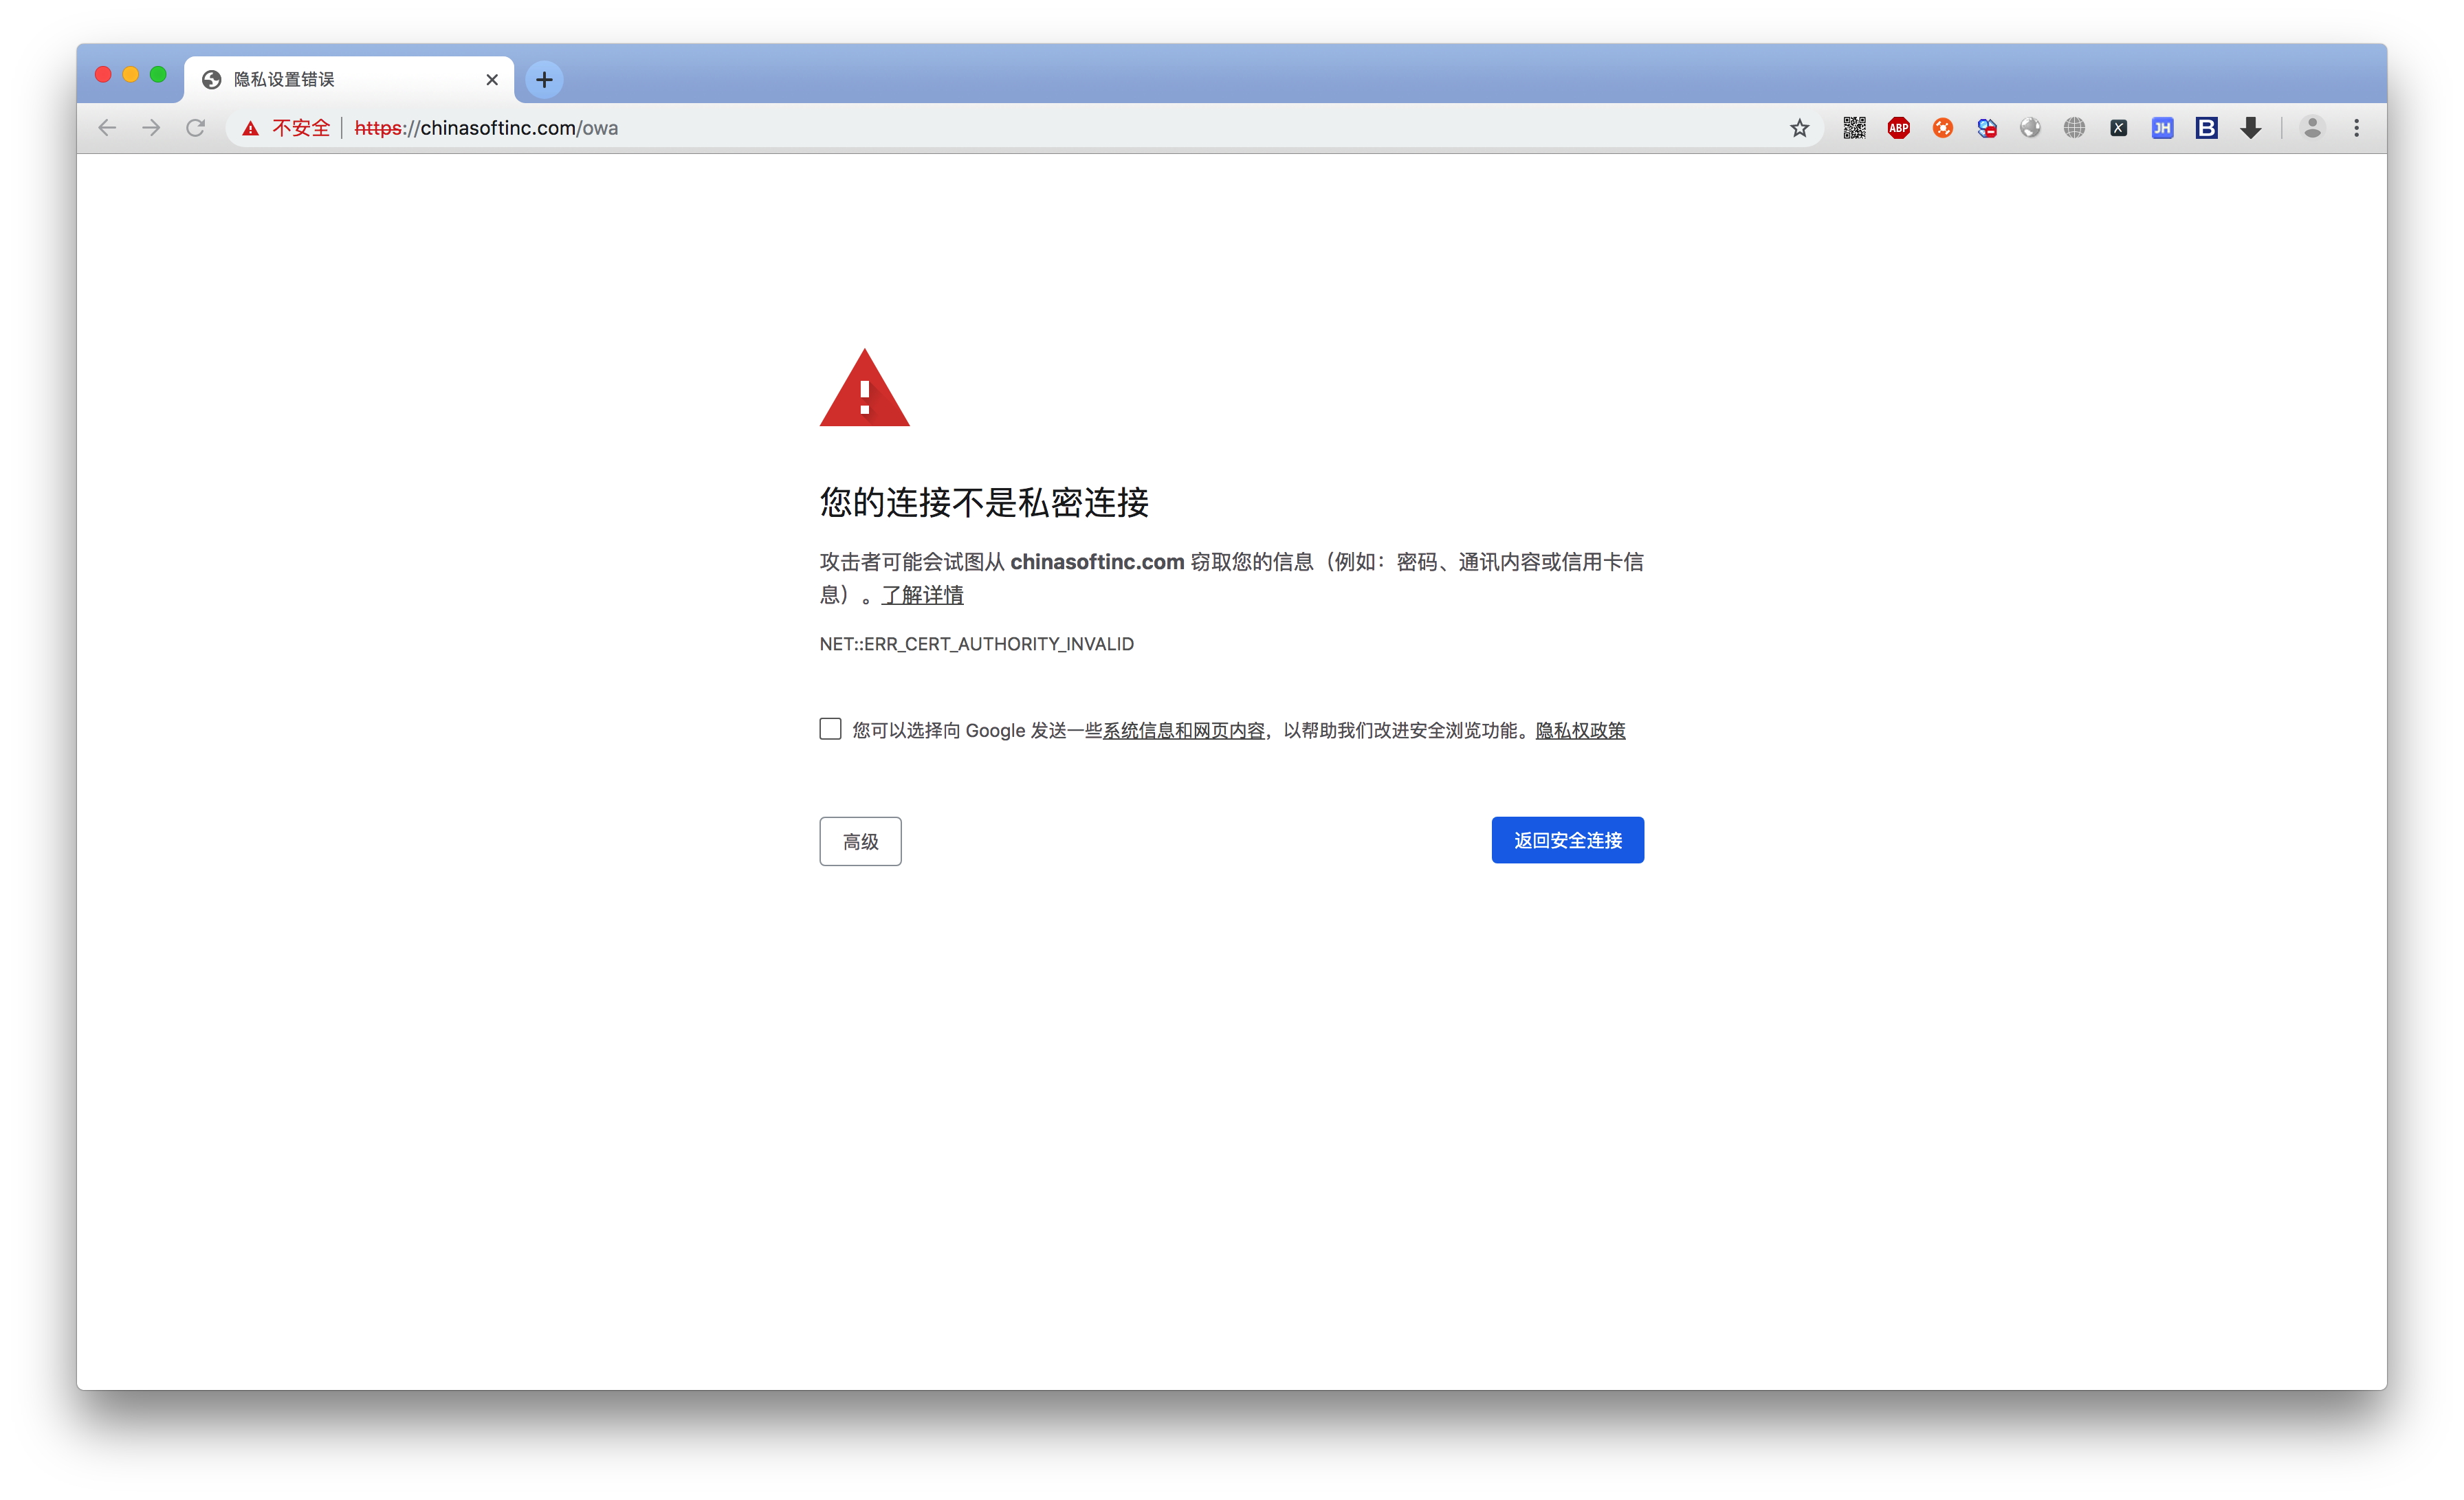 隐私设置错误
不安全 https://chinasoftinc.com/owa
ABP
JH
B
您的连接不是私密连接
攻击者可能会试图从 chinasoftinc.com 窃取您的信息（例如：密码、通讯内容或信用卡信
息）。了解详情
NET::ERR_CERT_AUTHORITY_INVALID
您可以选择向 Google 发送一些系统信息和网页内容，以帮助我们改进安全浏览功能。隐私权政策
高级
返回安全连接